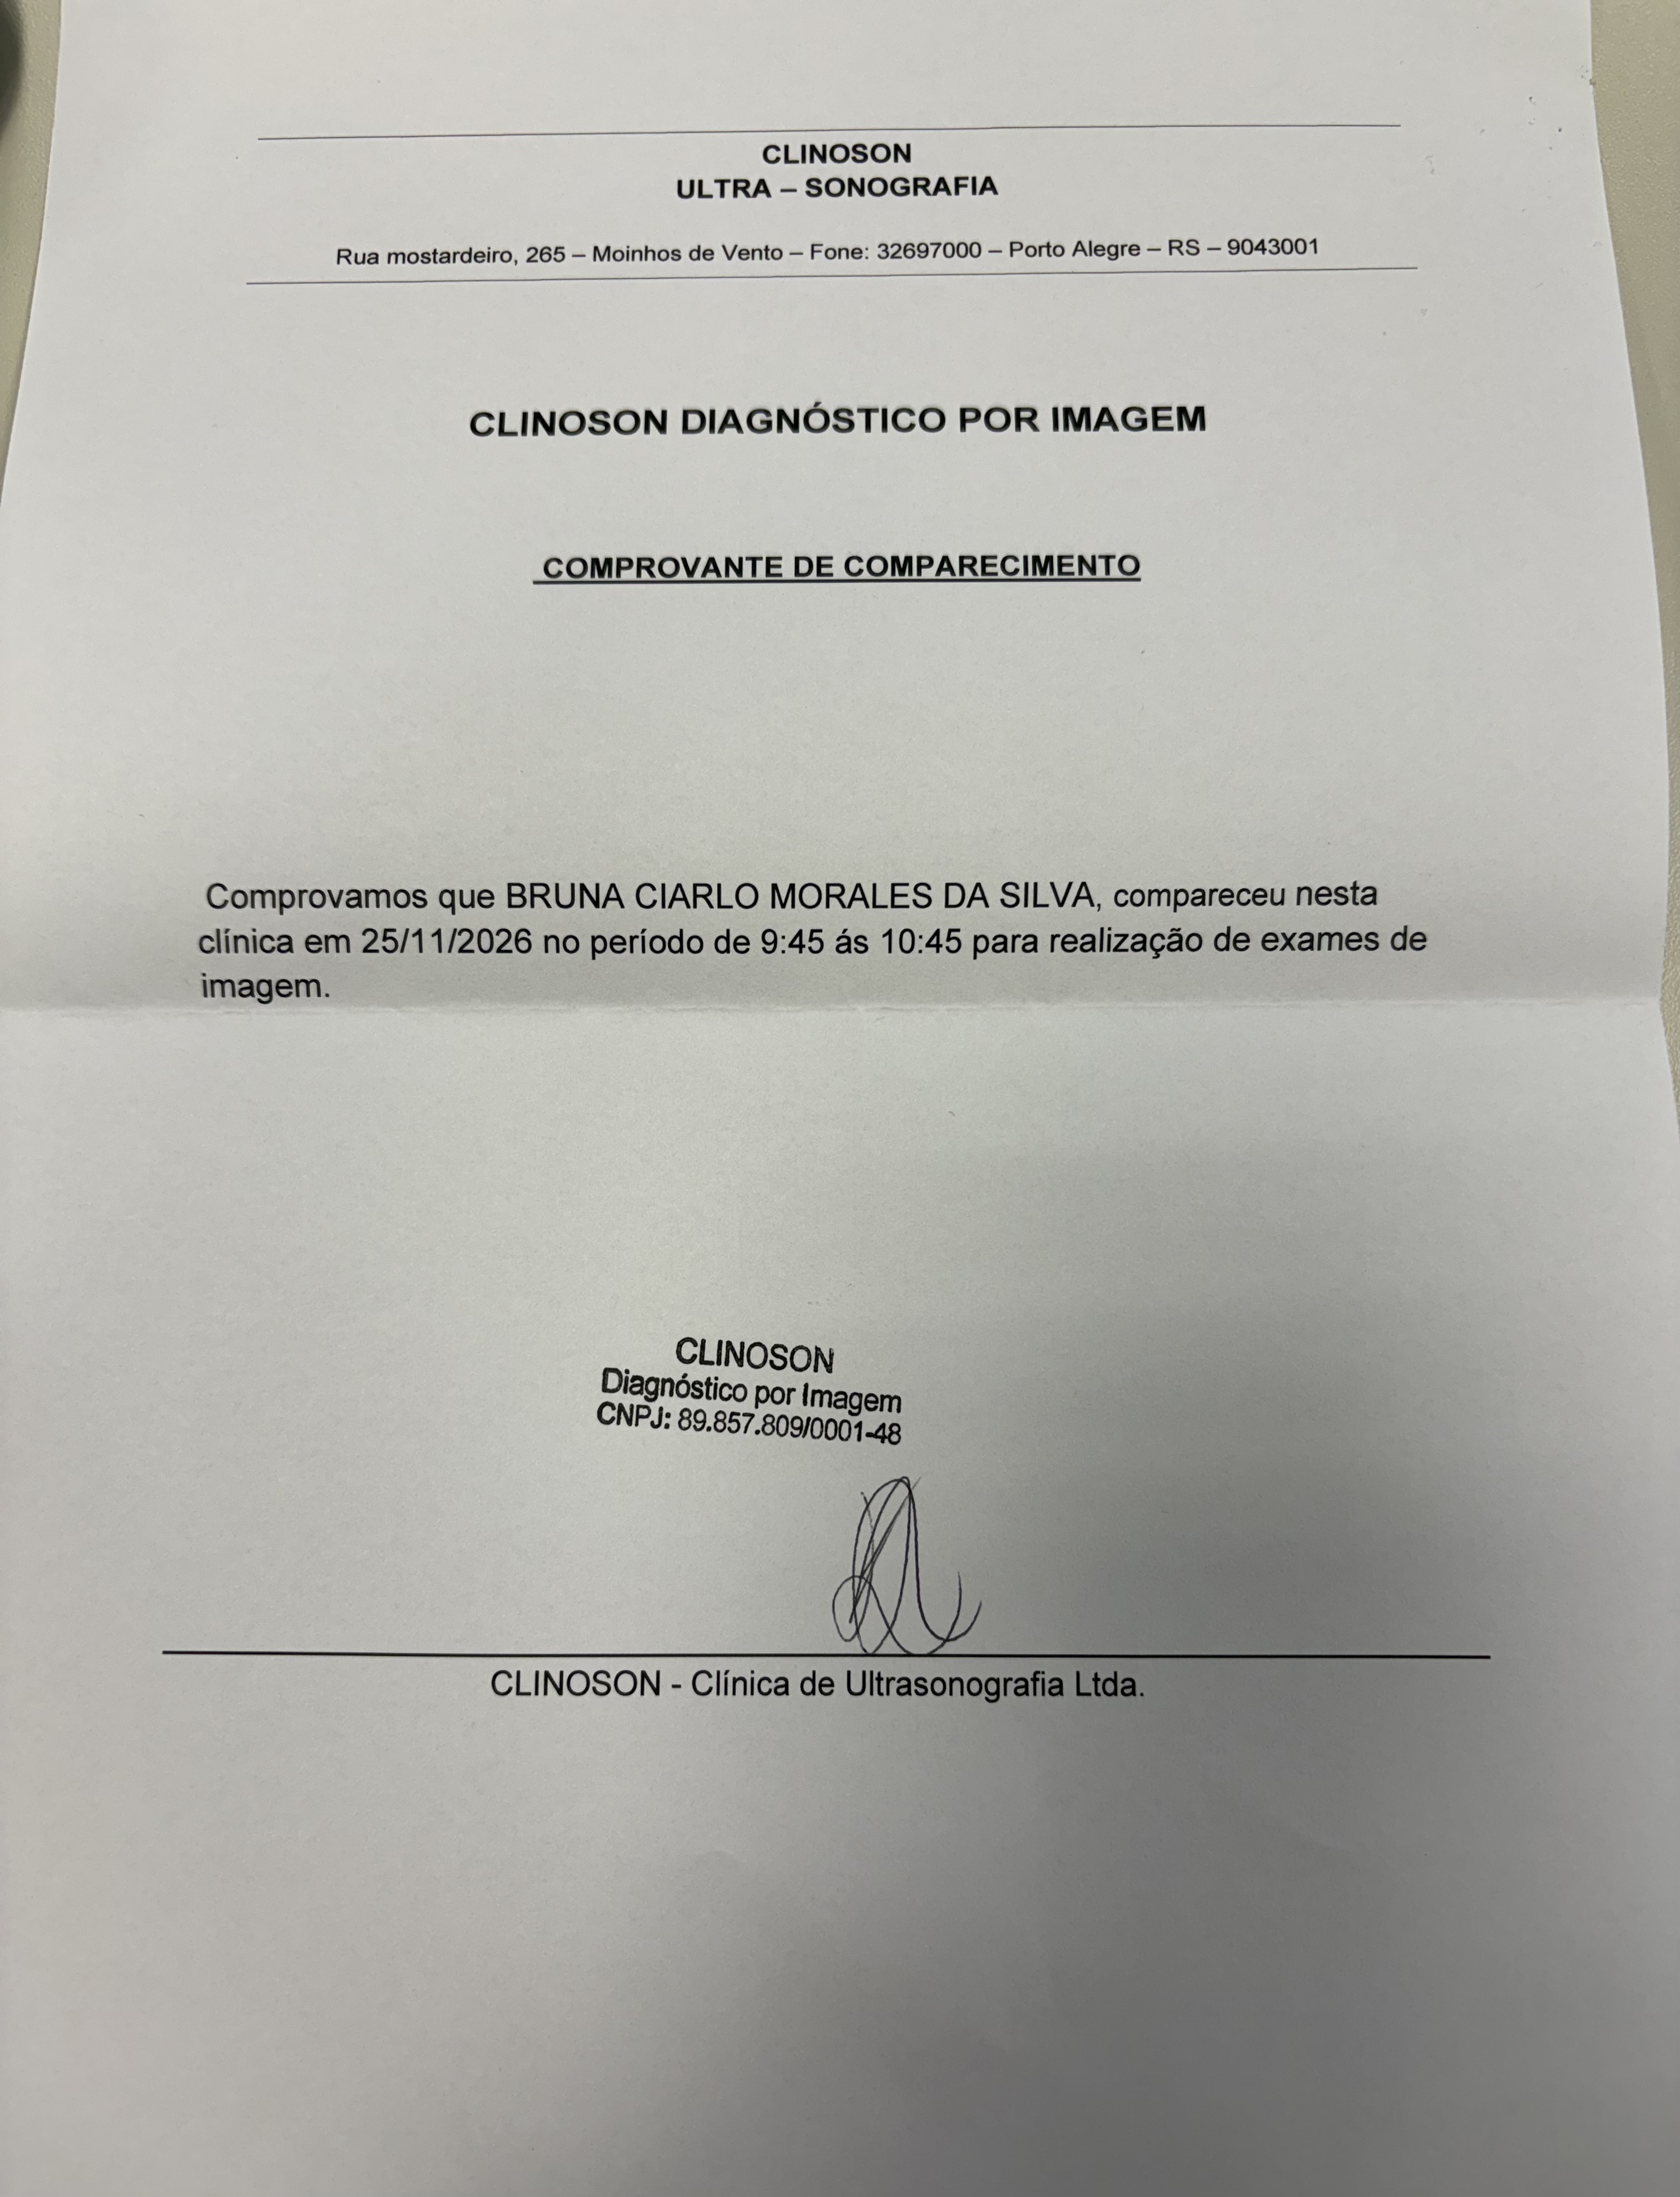 CLINOSON
ULTRA – SONOGRAFIA
Rua mostardeiro, 265 – Moinhos de Vento – Fone: 32697000 – Porto Alegre – RS – 9043001
CLINOSON DIAGNÓSTICO POR IMAGEM
COMPROVANTE DE COMPARECIMENTO
Comprovamos que BRUNA CIARLO MORALES DA SILVA, compareceu nesta
clínica em 25/11/2026 no período de 9:45 ás 10:45 para realização de exames de
imagem.
CLINOSON
Diagnóstico por Imagem
CNPJ: 89.857.809/0001-48
CLINOSON - Clínica de Ultrasonografia Ltda.